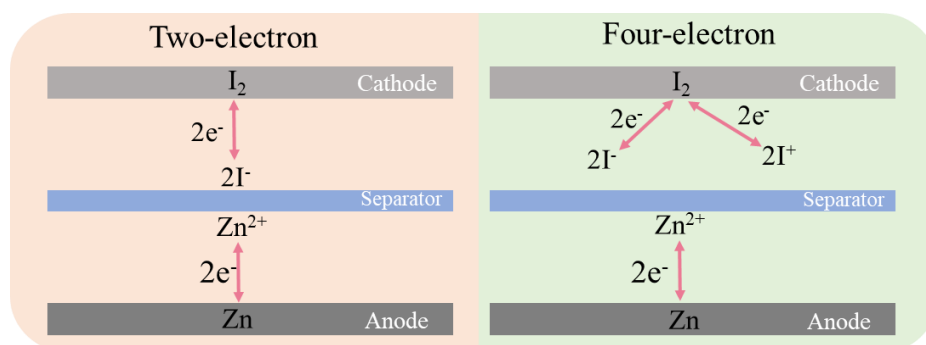 Two-electron
I₂ Cathode
2e⁻
2I⁻
Separator
Zn²⁺
2e⁻
Zn Anode
Four-electron
I₂ Cathode
2e⁻ 2e⁻
2I⁻ 2I⁺
Separator
Zn²⁺
2e⁻
Zn Anode